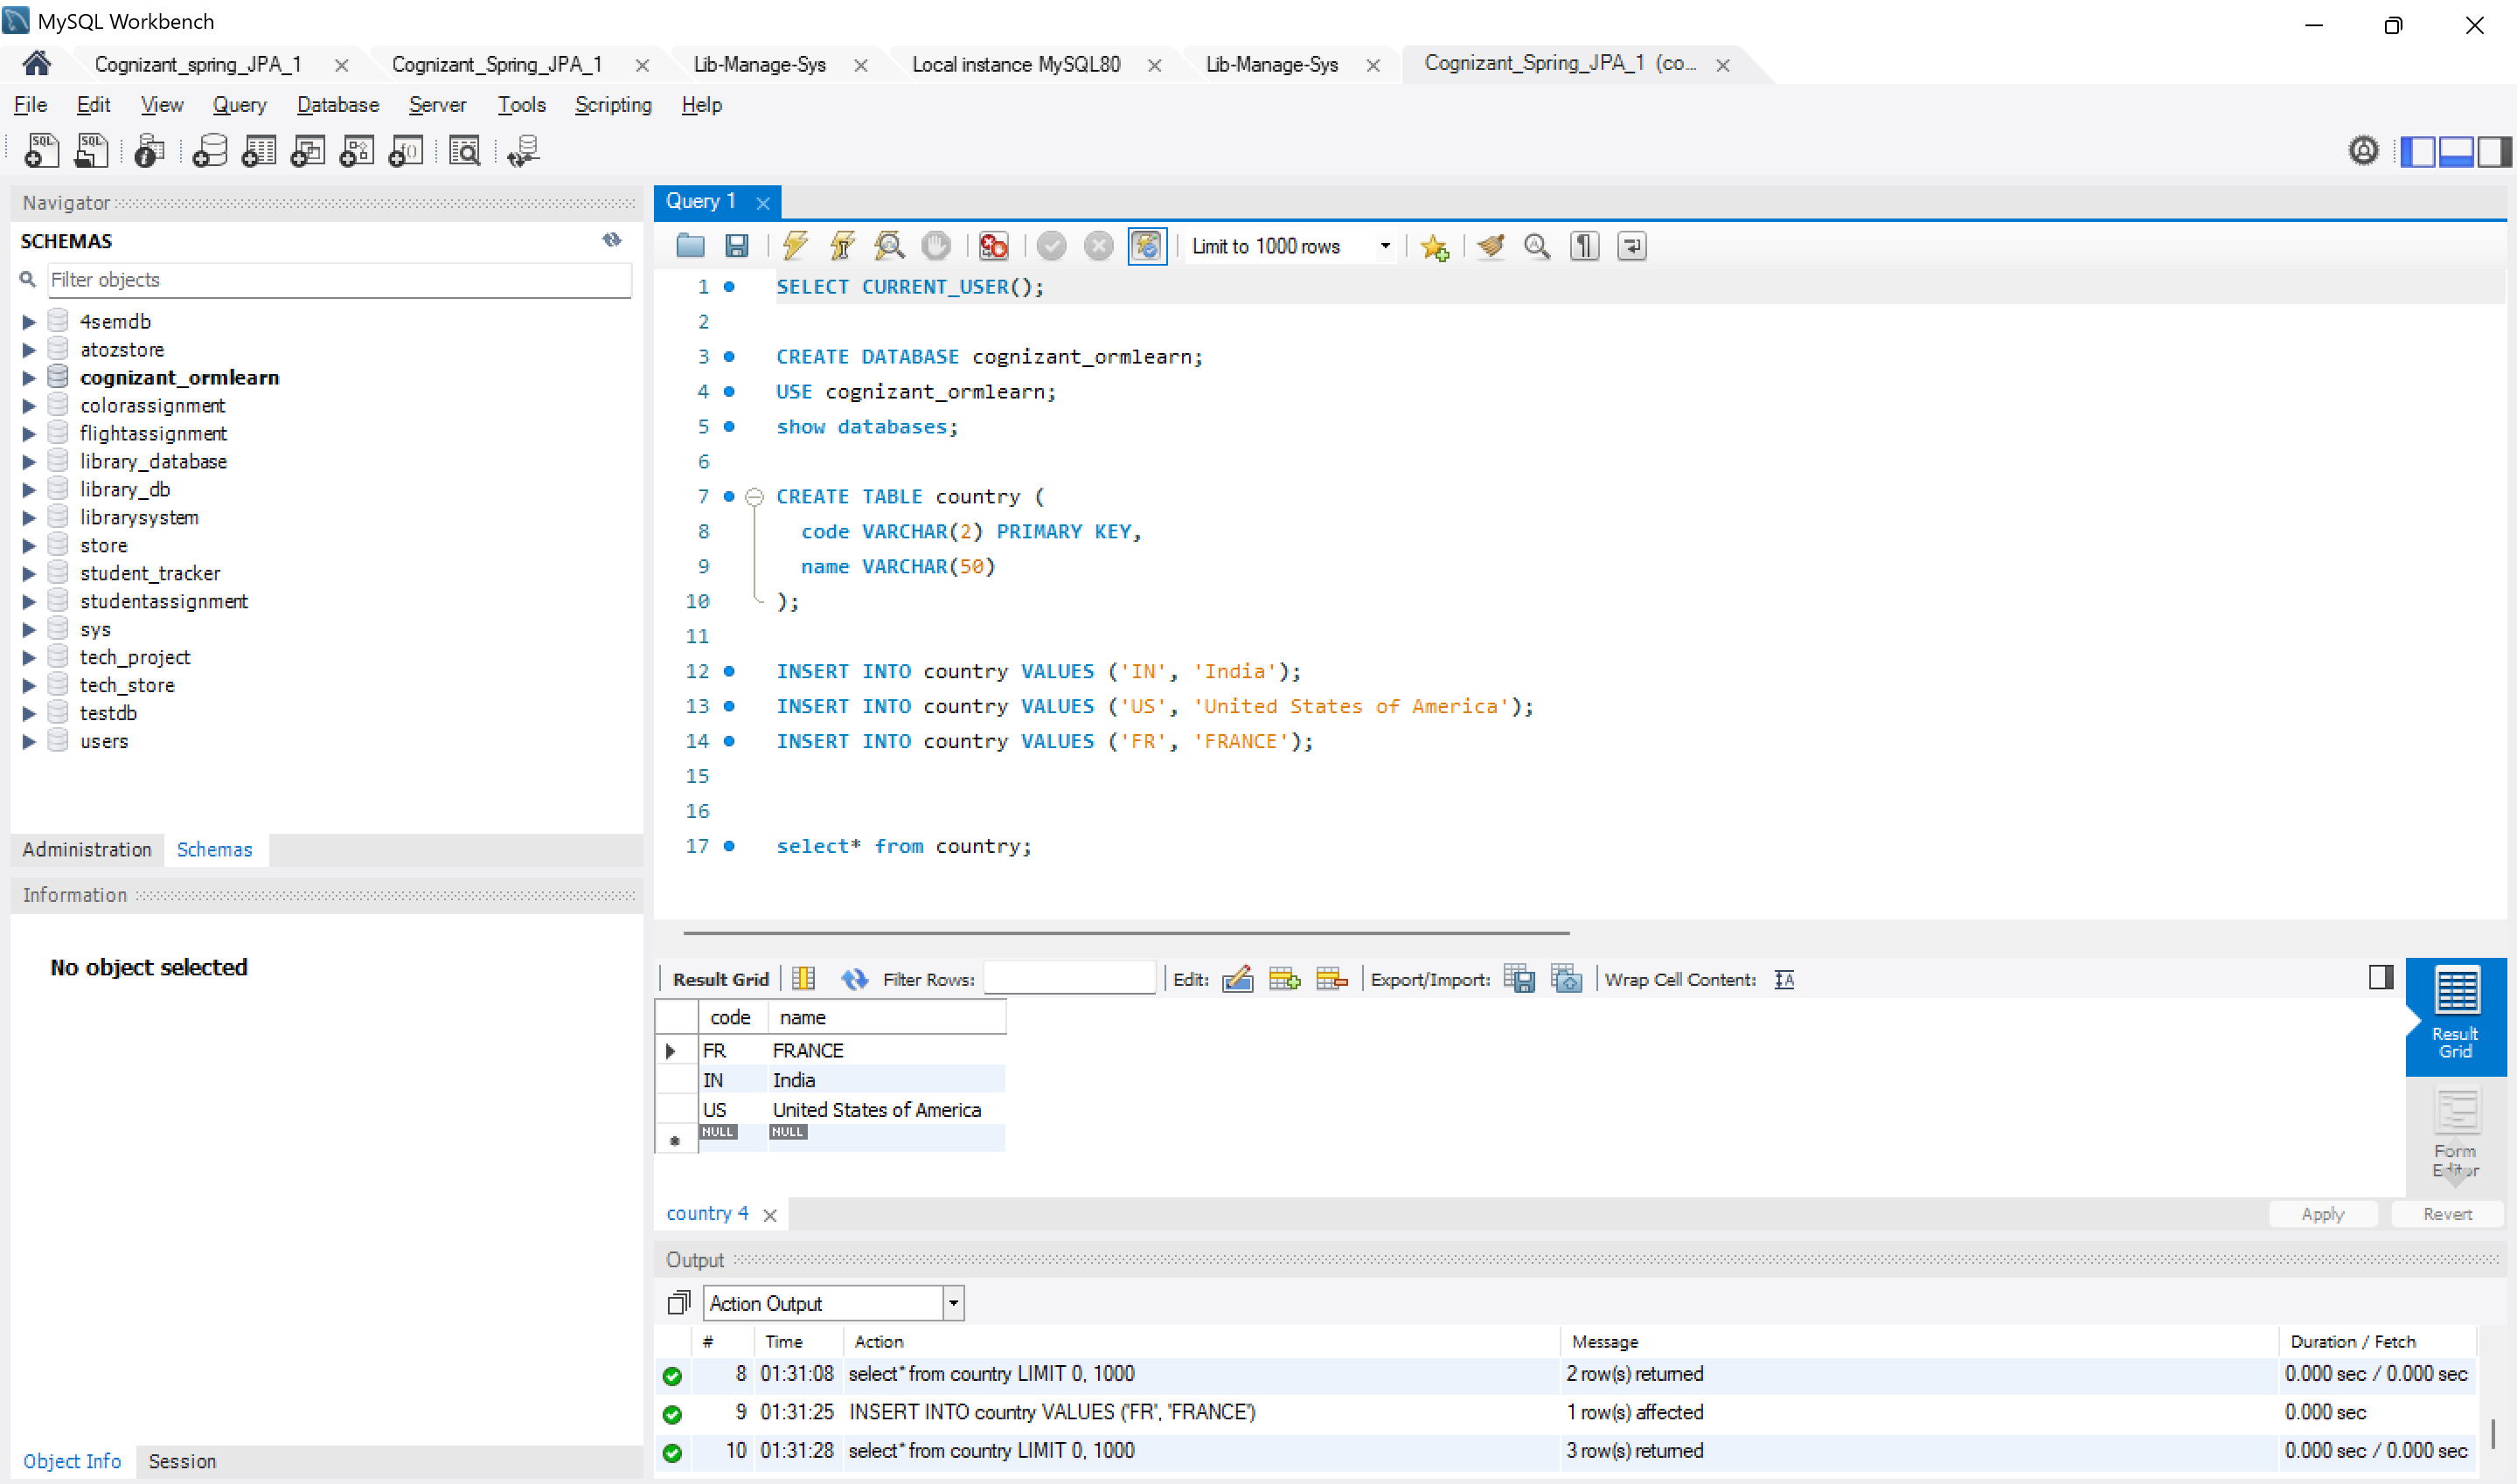 MySQL Workbench
Cognizant_spring_JPA_1 Cognizant_Spring_JPA_1 Lib-Manage-Sys Local instance MySQL80 Lib-Manage-Sys Cognizant_Spring_JPA_1 (co...
File Edit View Query Database Server Tools Scripting Help
Navigator
SCHEMAS
Filter objects
4semdb
atozstore
cognizant_ormlearn
colorassignment
flightassignment
library_database
library_db
librarysystem
store
student_tracker
studentassignment
sys
tech_project
tech_store
testdb
users
Administration Schemas
Information
No object selected
Object Info Session
Query 1
Limit to 1000 rows
1 SELECT CURRENT_USER();
2
3 CREATE DATABASE cognizant_ormlearn;
4 USE cognizant_ormlearn;
5 show databases;
6
7 CREATE TABLE country (
8 code VARCHAR(2) PRIMARY KEY,
9 name VARCHAR(50)
10 );
11
12 INSERT INTO country VALUES ('IN', 'India');
13 INSERT INTO country VALUES ('US', 'United States of America');
14 INSERT INTO country VALUES ('FR', 'FRANCE');
15
16
17 select* from country;
Result Grid Filter Rows: Edit: Export/Import: Wrap Cell Content:
code name
FR FRANCE
IN India
US United States of America
NULL NULL
Result
Grid
Form
Editor
country 4
Apply Revert
Output
Action Output
# Time Action Message Duration / Fetch
8 01:31:08 select* from country LIMIT 0, 1000 2 row(s) returned 0.000 sec / 0.000 sec
9 01:31:25 INSERT INTO country VALUES ('FR', 'FRANCE') 1 row(s) affected 0.000 sec
10 01:31:28 select* from country LIMIT 0, 1000 3 row(s) returned 0.000 sec / 0.000 sec